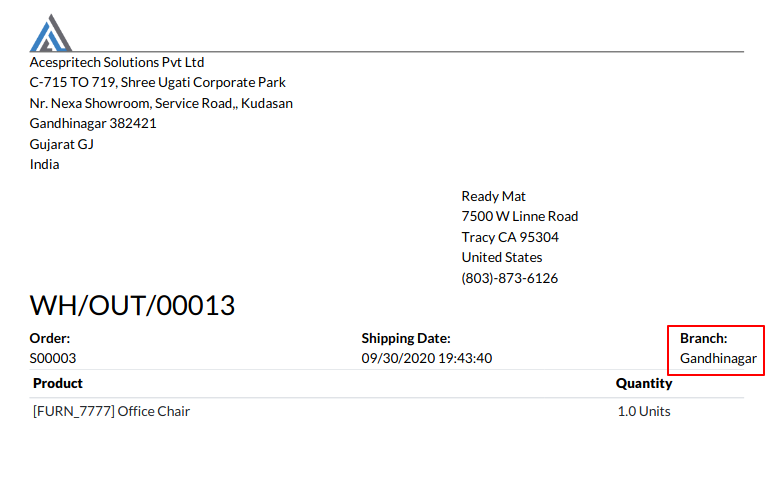 Acespritech Solutions Pvt Ltd
C-715 TO 719, Shree Ugati Corporate Park
Nr. Nexa Showroom, Service Road,, Kudasan
Gandhinagar 382421
Gujarat GJ
India
Ready Mat
7500 W Linne Road
Tracy CA 95304
United States
(803)-873-6126
WH/OUT/00013
Order: Shipping Date: Branch:
S00003 09/30/2020 19:43:40 Gandhinagar
Product Quantity
[FURN_7777] Office Chair 1.0 Units